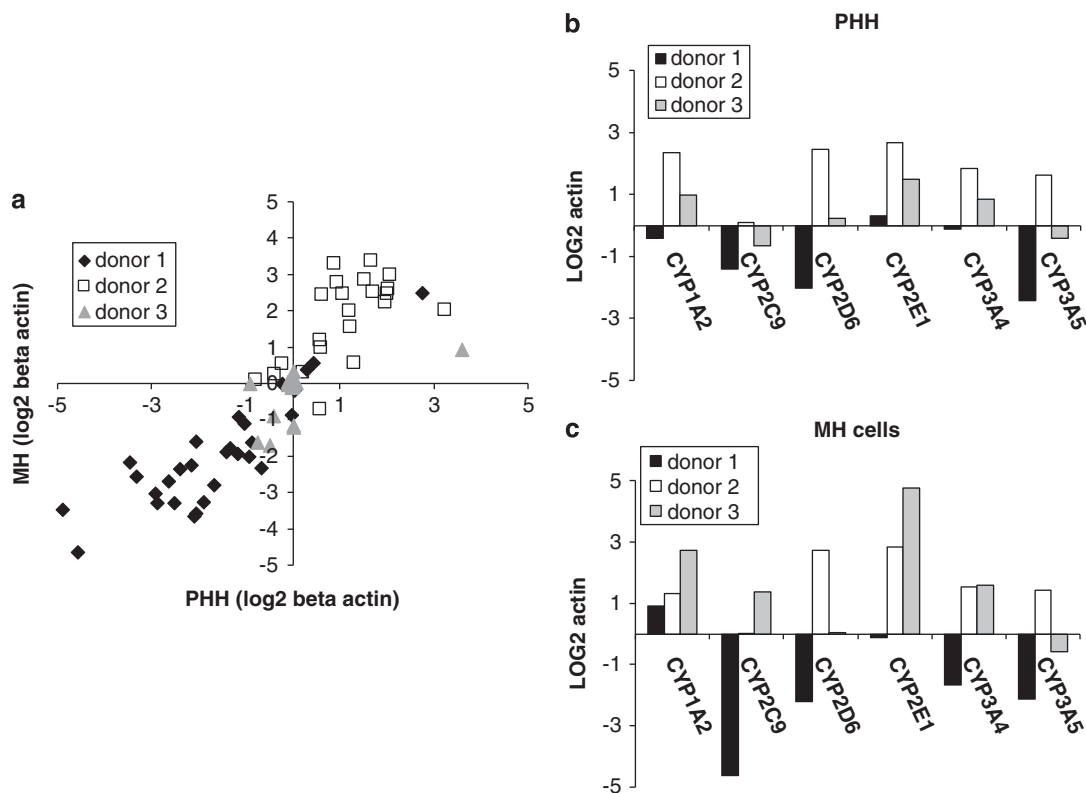 a
donor 1
donor 2
donor 3
MH (log2 beta actin)
5
4
3
2
1
0
-1
-2
-3
-4
-5
-5
-3
-1
1
3
5
PHH (log2 beta actin)
b
PHH
donor 1
donor 2
donor 3
LOG2 actin
5
3
1
-1
-3
-5
CYP1A2
CYP2C9
CYP2D6
CYP2E1
CYP3A4
CYP3A5
c
MH cells
donor 1
donor 2
donor 3
LOG2 actin
5
3
1
-1
-3
-5
CYP1A2
CYP2C9
CYP2D6
CYP2E1
CYP3A4
CYP3A5